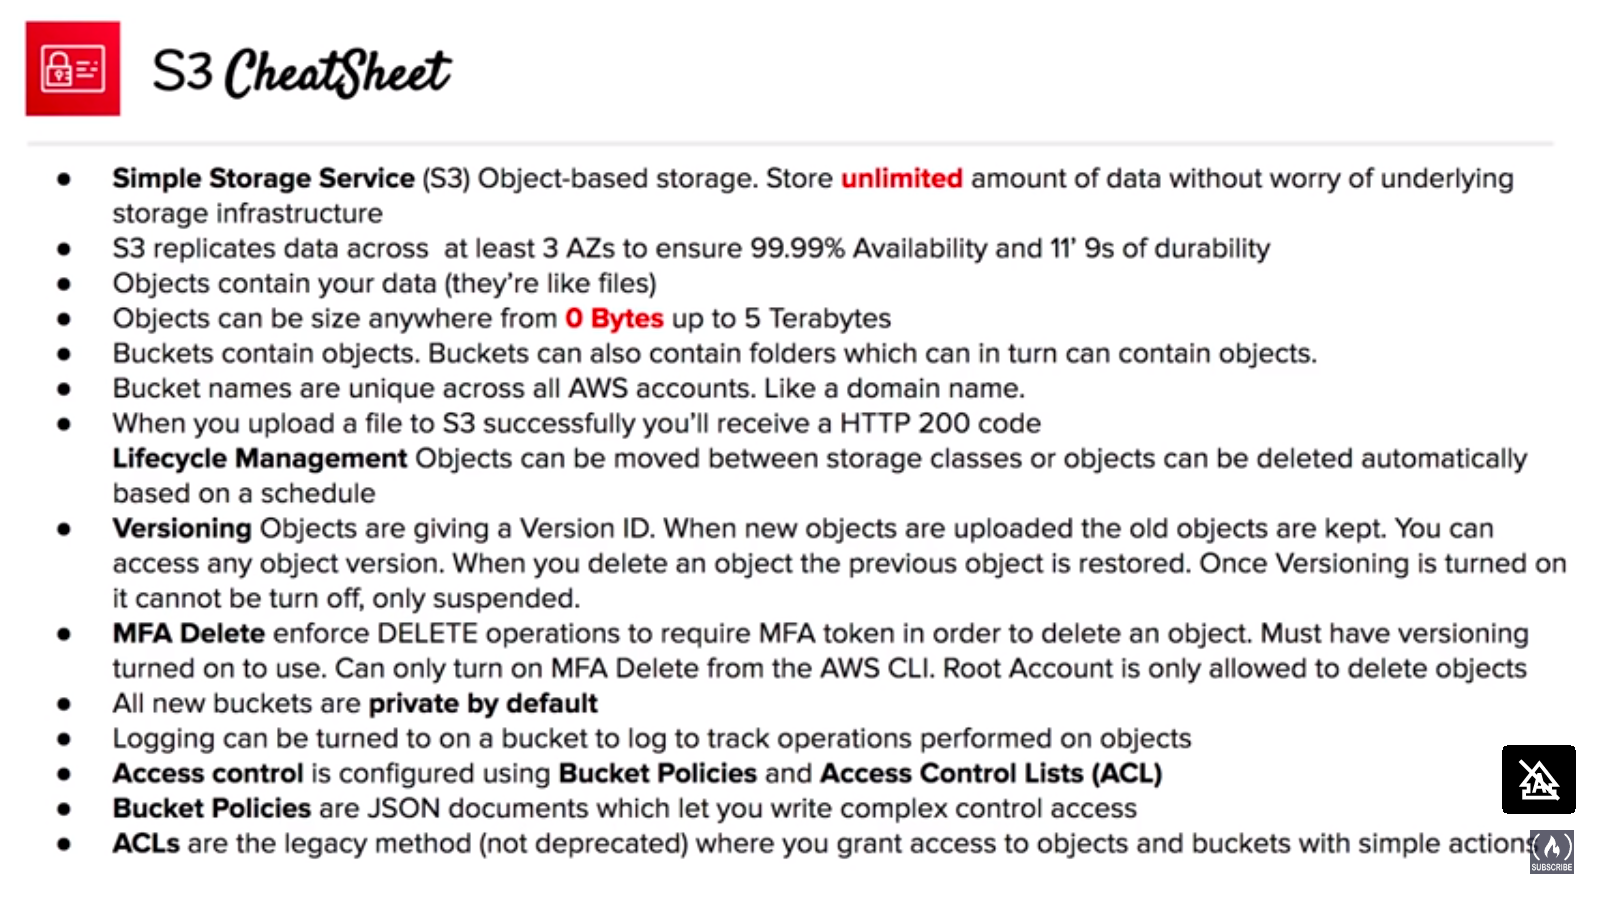 S3 CheatSheet
● Simple Storage Service (S3) Object-based storage. Store unlimited amount of data without worry of underlying
storage infrastructure
● S3 replicates data across  at least 3 AZs to ensure 99.99% Availability and 11' 9s of durability
● Objects contain your data (they're like files)
● Objects can be size anywhere from 0 Bytes up to 5 Terabytes
● Buckets contain objects. Buckets can also contain folders which can in turn can contain objects.
● Bucket names are unique across all AWS accounts. Like a domain name.
● When you upload a file to S3 successfully you'll receive a HTTP 200 code
Lifecycle Management Objects can be moved between storage classes or objects can be deleted automatically
based on a schedule
● Versioning Objects are giving a Version ID. When new objects are uploaded the old objects are kept. You can
access any object version. When you delete an object the previous object is restored. Once Versioning is turned on
it cannot be turn off, only suspended.
● MFA Delete enforce DELETE operations to require MFA token in order to delete an object. Must have versioning
turned on to use. Can only turn on MFA Delete from the AWS CLI. Root Account is only allowed to delete objects
● All new buckets are private by default
● Logging can be turned to on a bucket to log to track operations performed on objects
● Access control is configured using Bucket Policies and Access Control Lists (ACL)
● Bucket Policies are JSON documents which let you write complex control access
● ACLs are the legacy method (not deprecated) where you grant access to objects and buckets with simple actions
SUBSCRIBE